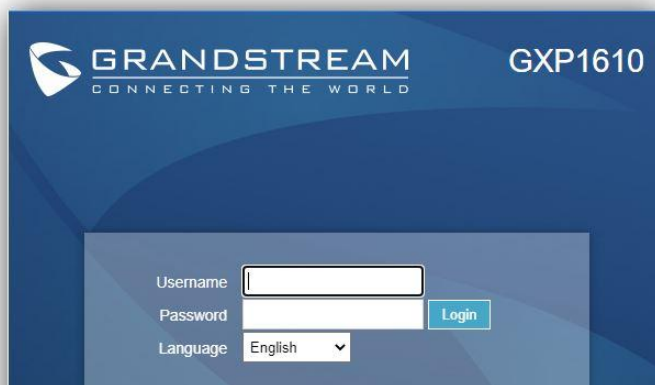 GRANDSTREAM GXP1610
CONNECTING THE WORLD
Username
Password Login
Language English